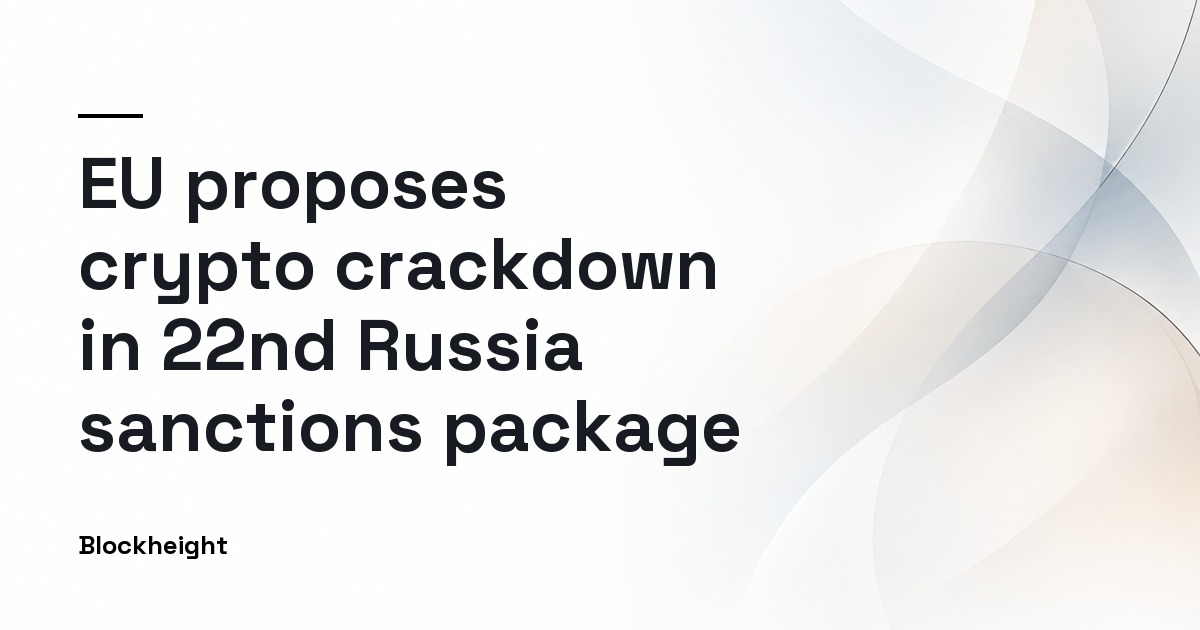 EU proposes
crypto crackdown
in 22nd Russia
sanctions package
Blockheight